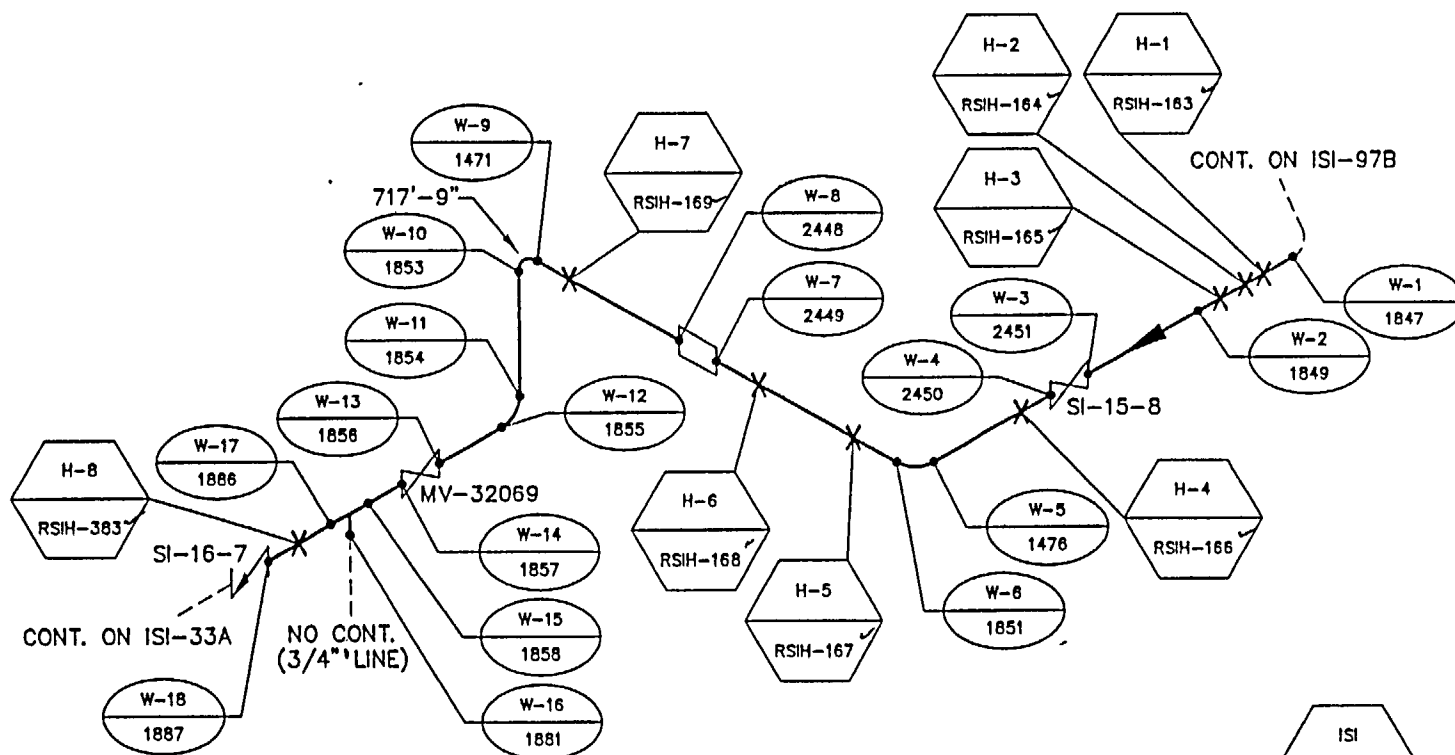 H-2
RSIH-164
H-1
RSIH-163
W-9
1471
H-7
RSIH-169
CONT. ON ISI-97B
H-3
RSIH-165
717'-9"
W-8
2448
W-10
1853
W-7
2449
W-3
2451
W-1
1847
W-11
1854
W-4
2450
W-2
1849
SI-15-8
W-13
1856
W-12
1855
W-17
1886
H-8
RSIH-383
MV-32069
H-6
RSIH-168
W-5
1476
H-4
RSIH-166
SI-16-7
W-14
1857
H-5
RSIH-167
W-6
1851
CONT. ON ISI-33A
NO CONT.
(3/4" LINE)
W-15
1858
W-18
1887
W-16
1881
ISI